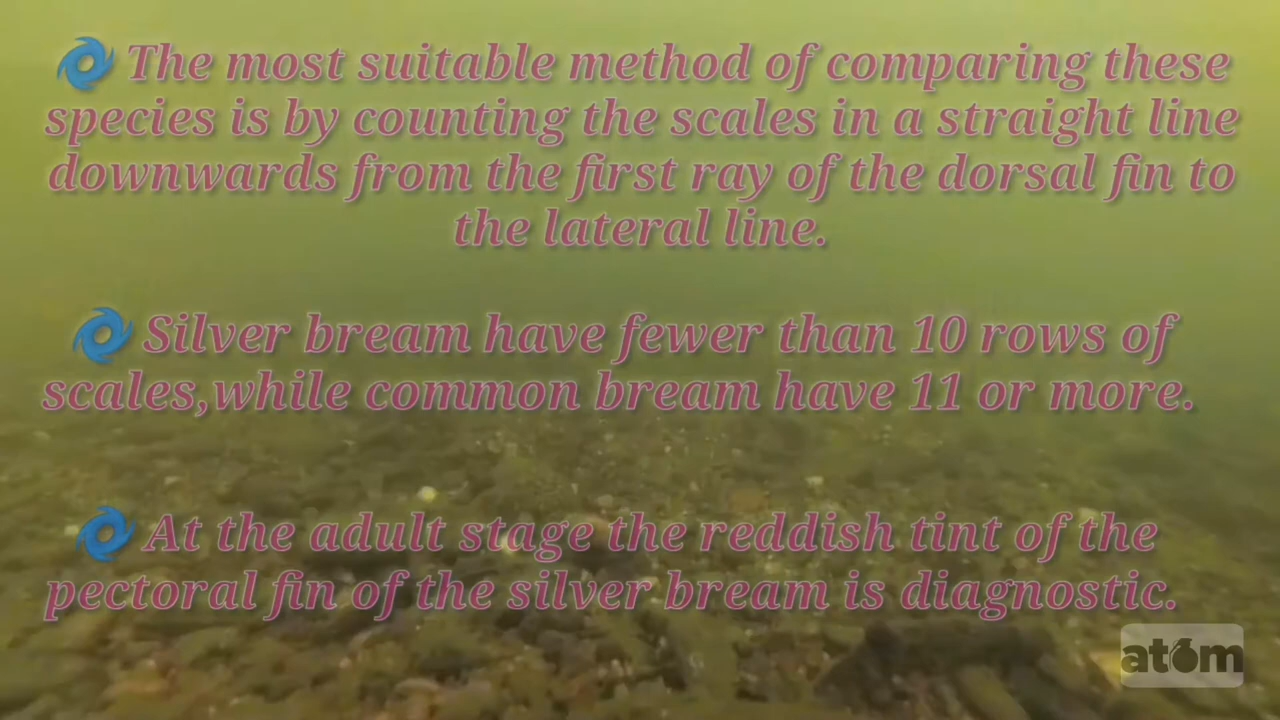 🌀 The most suitable method of comparing these
species is by counting the scales in a straight line
downwards from the first ray of the dorsal fin to
the lateral line.
🌀 Silver bream have fewer than 10 rows of
scales,while common bream have 11 or more.
🌀 At the adult stage the reddish tint of the
pectoral fin of the silver bream is diagnostic.
at6m